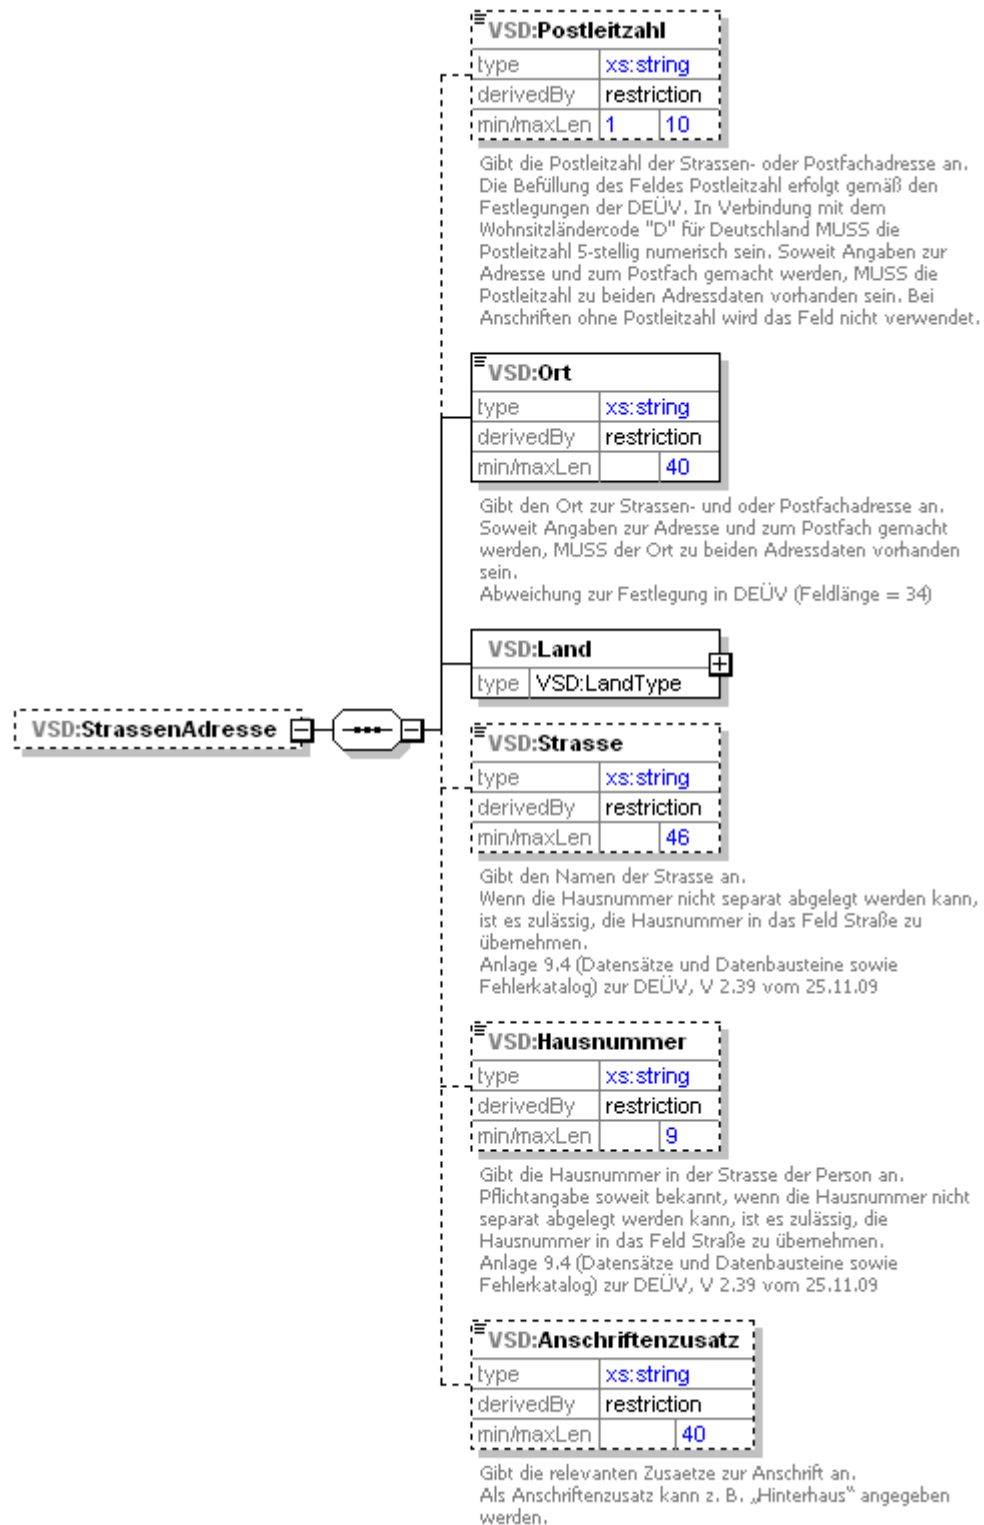 VSD:Postleitzahl
type xs:string
derivedBy restriction
min/maxLen 1 10
Gibt die Postleitzahl der Strassen- oder Postfachadresse an.
Die Befüllung des Feldes Postleitzahl erfolgt gemäß den
Festlegungen der DEÜV. In Verbindung mit dem
Wohnsitzländercode "D" für Deutschland MUSS die
Postleitzahl 5-stellig numerisch sein. Soweit Angaben zur
Adresse und zum Postfach gemacht werden, MUSS die
Postleitzahl zu beiden Adressdaten vorhanden sein. Bei
Anschriften ohne Postleitzahl wird das Feld nicht verwendet.
VSD:Ort
type xs:string
derivedBy restriction
min/maxLen 40
Gibt den Ort zur Strassen- und oder Postfachadresse an.
Soweit Angaben zur Adresse und zum Postfach gemacht
werden, MUSS der Ort zu beiden Adressdaten vorhanden
sein.
Abweichung zur Festlegung in DEÜV (Feldlänge = 34)
VSD:Land
type VSD:LandType
VSD:StrassenAdresse
VSD:Strasse
type xs:string
derivedBy restriction
min/maxLen 46
Gibt den Namen der Strasse an.
Wenn die Hausnummer nicht separat abgelegt werden kann,
ist es zulässig, die Hausnummer in das Feld Straße zu
übernehmen.
Anlage 9.4 (Datensätze und Datenbausteine sowie
Fehlerkatalog) zur DEÜV, V 2.39 vom 25.11.09
VSD:Hausnummer
type xs:string
derivedBy restriction
min/maxLen 9
Gibt die Hausnummer in der Strasse der Person an.
Pflichtangabe soweit bekannt, wenn die Hausnummer nicht
separat abgelegt werden kann, ist es zulässig, die
Hausnummer in das Feld Straße zu übernehmen.
Anlage 9.4 (Datensätze und Datenbausteine sowie
Fehlerkatalog) zur DEÜV, V 2.39 vom 25.11.09
VSD:Anschriftenzusatz
type xs:string
derivedBy restriction
min/maxLen 40
Gibt die relevanten Zusaetze zur Anschrift an.
Als Anschriftenzusatz kann z. B. „Hinterhaus“ angegeben
werden.